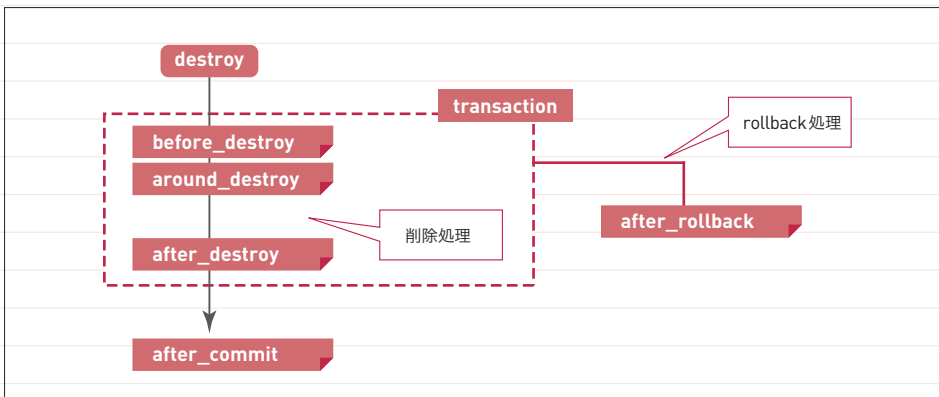 destroy
transaction
rollback処理
before_destroy
around_destroy
after_rollback
削除処理
after_destroy
after_commit